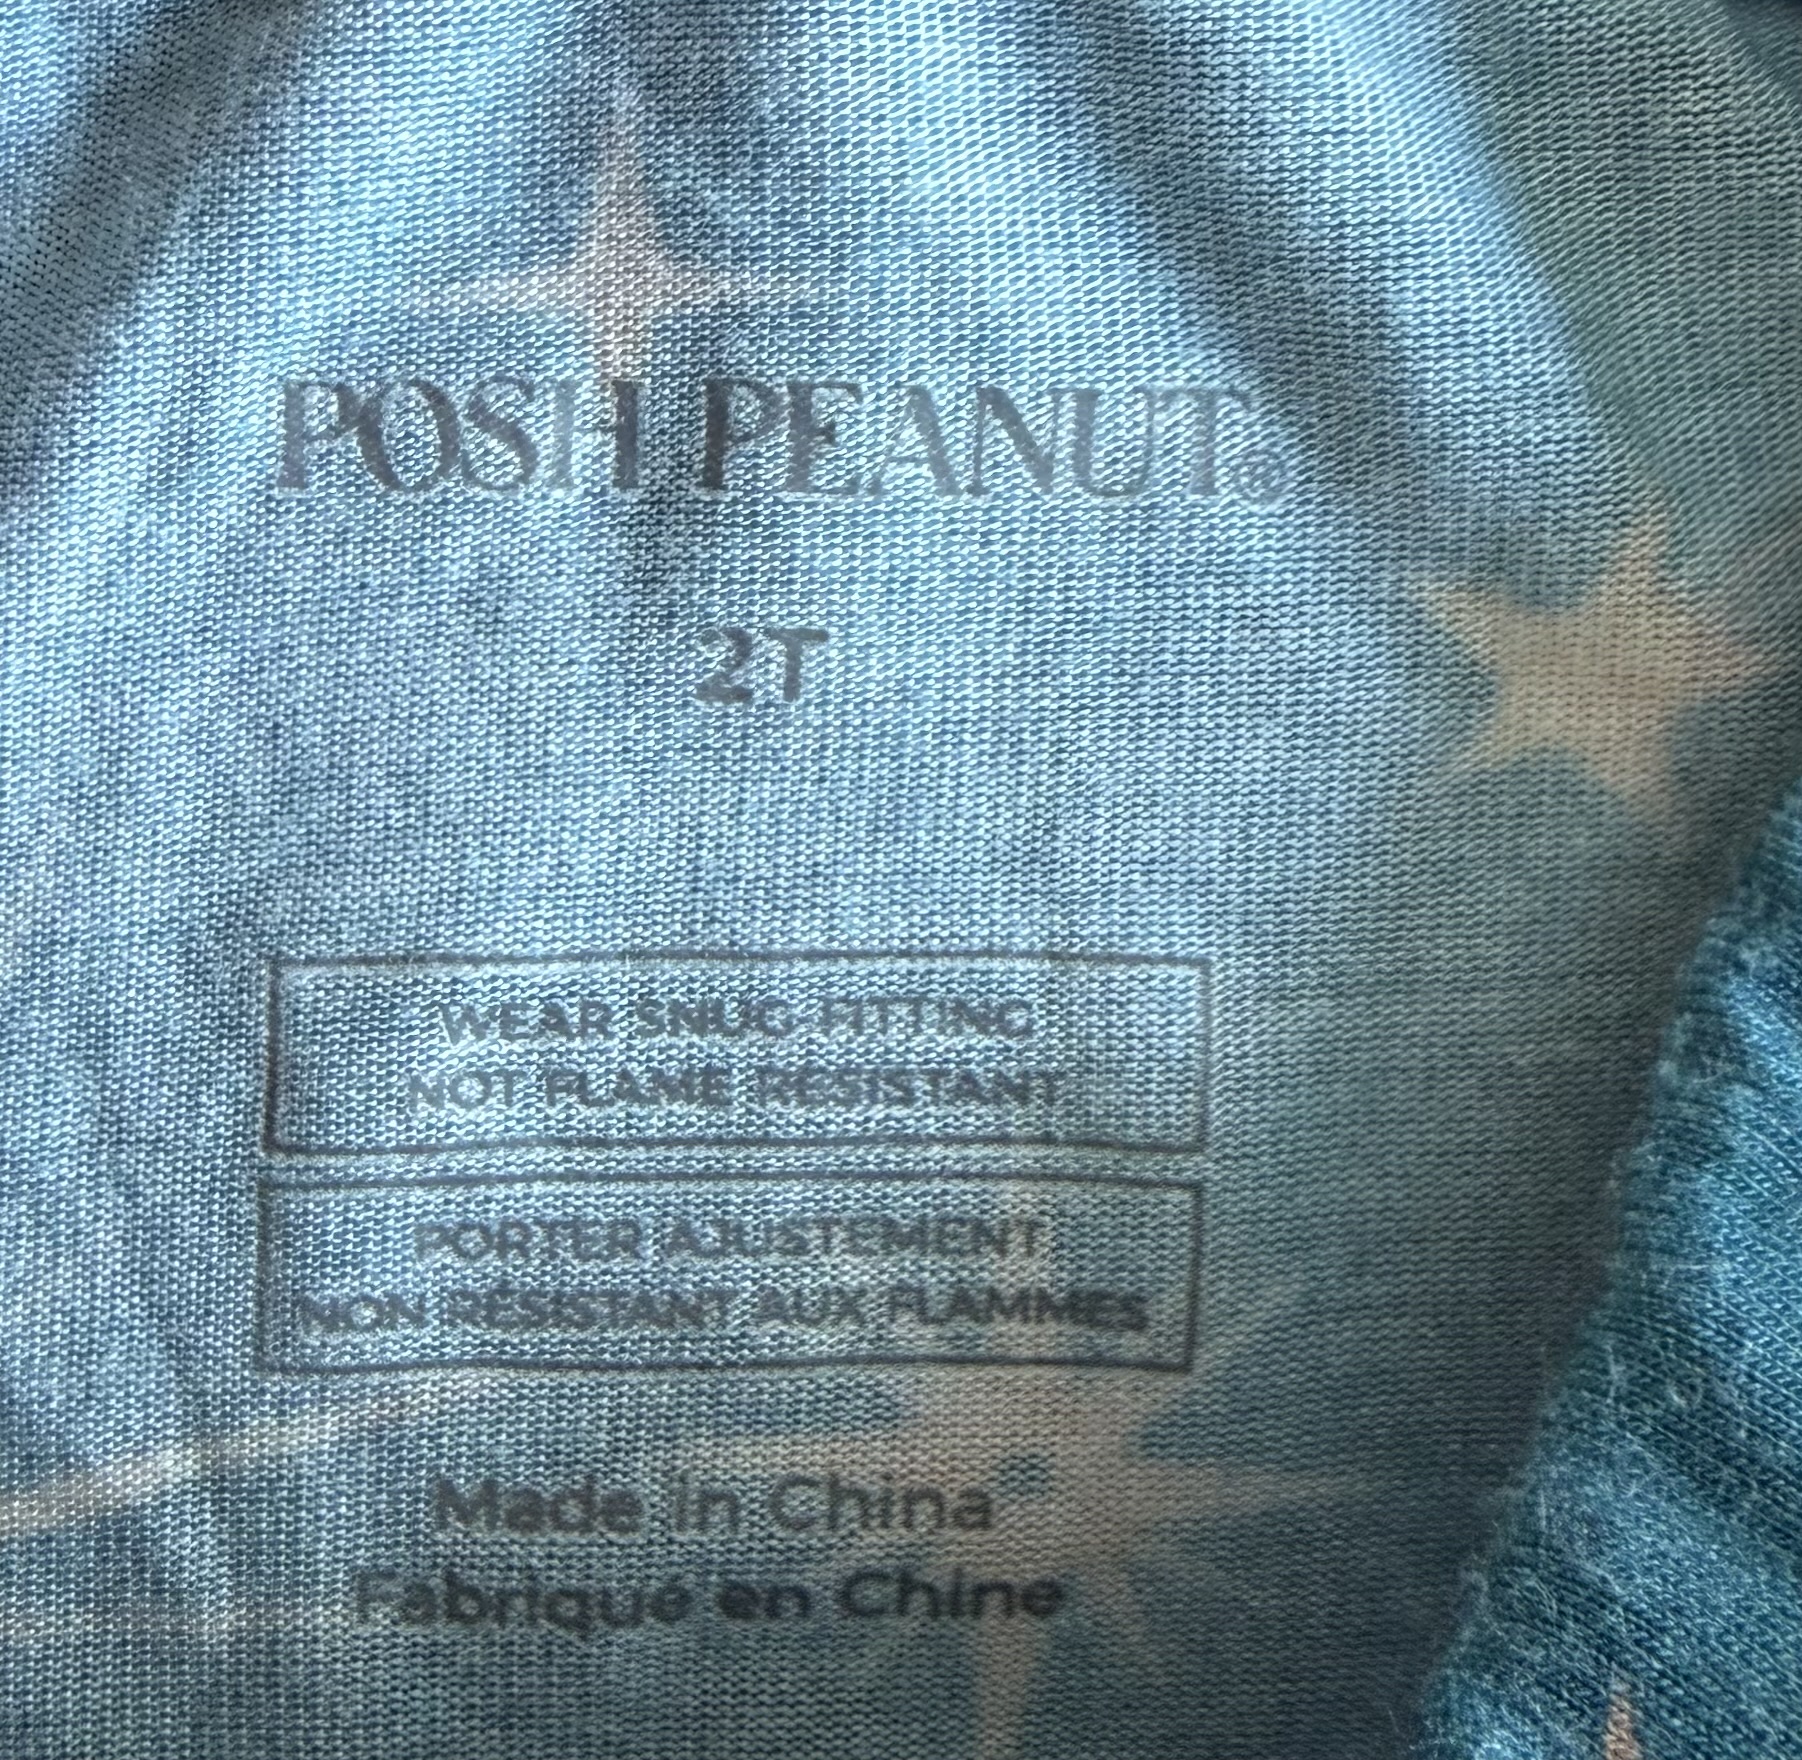 POSH PEANUT®
2T
WEAR SNUG-FITTING
NOT FLAME RESISTANT
PORTER AJUSTEMENT
NON RÉSISTANT AUX FLAMMES
Made in China
Fabriqué en Chine